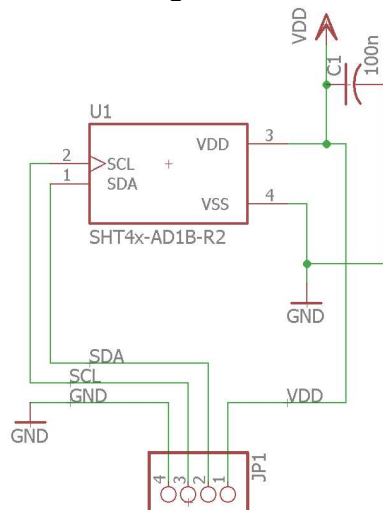 VDD
C1
100n
U1
2
SCL
VDD
3
1
SDA
VSS
4
SHT4x-AD1B-R2
GND
SDA
SCL
GND
VDD
GND
JP1
4
3
2
1